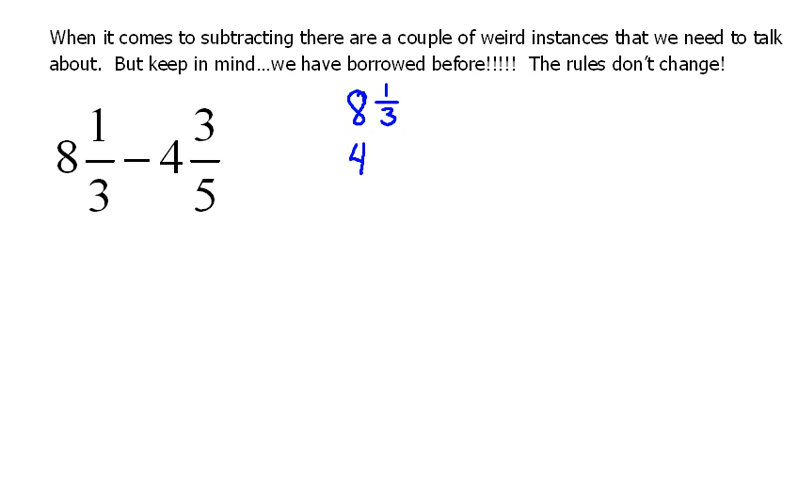 When it comes to subtracting there are a couple of weird instances that we need to talk
about. But keep in mind...we have borrowed before!!!!! The rules don't change!
8 1/3 − 4 3/5
8 1/3
4